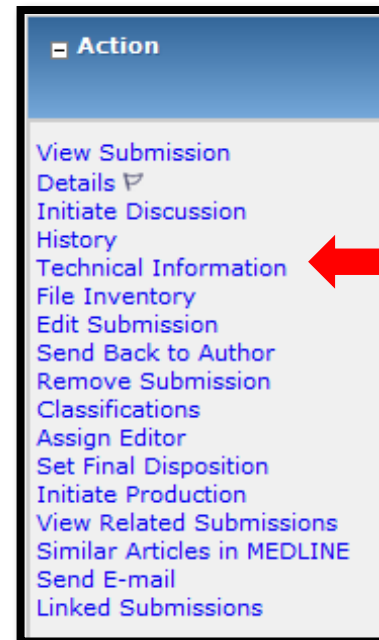 Action
View Submission
Details
Initiate Discussion
History
Technical Information
File Inventory
Edit Submission
Send Back to Author
Remove Submission
Classifications
Assign Editor
Set Final Disposition
Initiate Production
View Related Submissions
Similar Articles in MEDLINE
Send E-mail
Linked Submissions